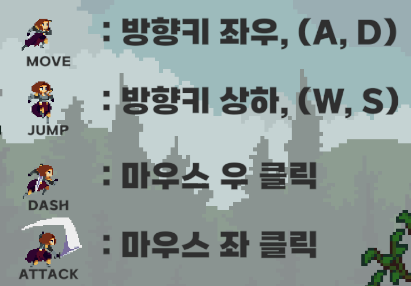 : 방향키 좌우, (A, D)
MOVE
: 방향키 상하, (W, S)
JUMP
: 마우스 우 클릭
DASH
: 마우스 좌 클릭
ATTACK